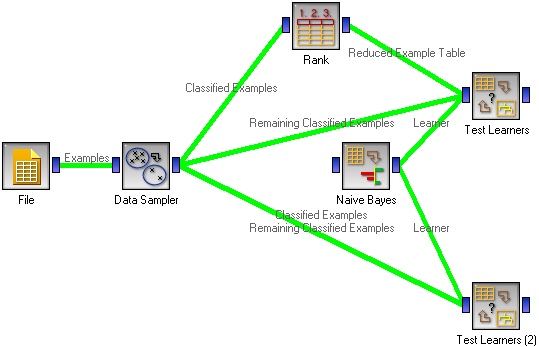 1. 2. 3.
Rank
Reduced Example Table
Classified Examples
Test Learners
Remaining Classified Examples
Learner
Examples
File
Data Sampler
Naive Bayes
Classified Examples
Remaining Classified Examples
Learner
Test Learners (2)